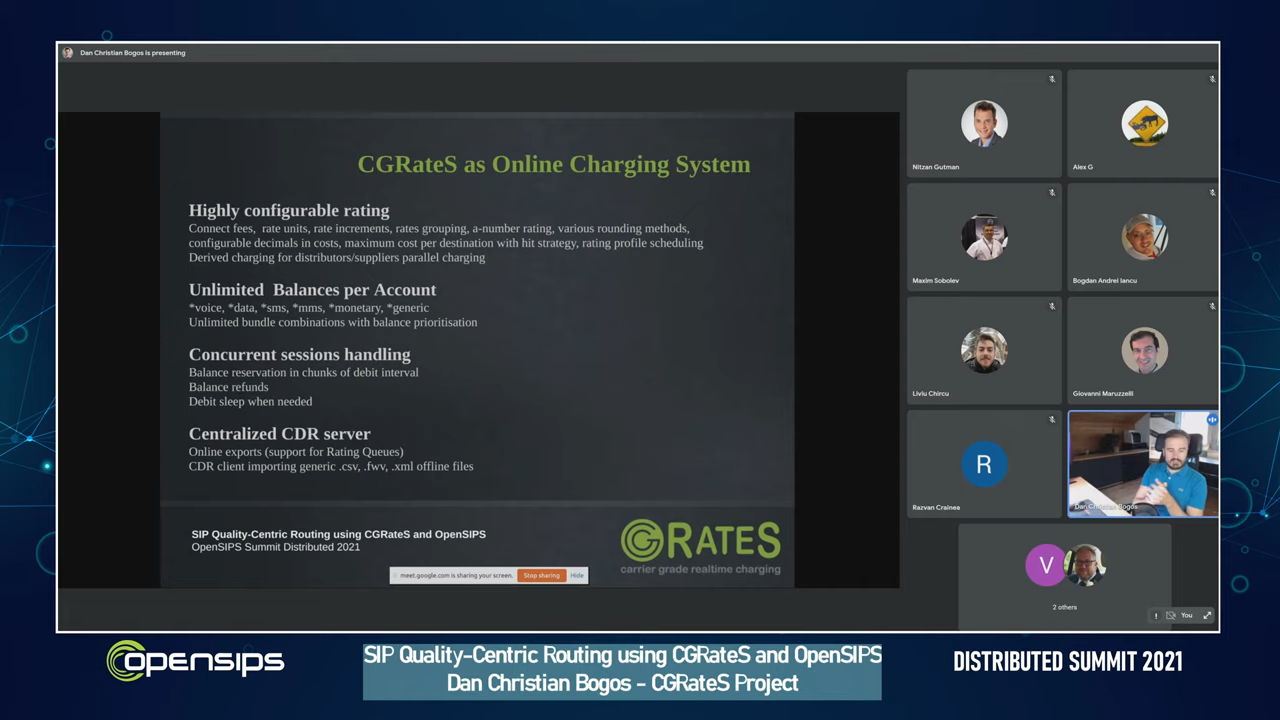 Dan Christian Bogos is presenting
CGRateS as Online Charging System
Highly configurable rating
Connect fees, rate units, rate increments, rates grouping, a-number rating, various rounding methods,
configurable decimals in costs, maximum cost per destination with hit strategy, rating profile scheduling
Derived charging for distributors/suppliers parallel charging
Unlimited Balances per Account
*voice, *data, *sms, *mms, *monetary, *generic
Unlimited bundle combinations with balance prioritisation
Concurrent sessions handling
Balance reservation in chunks of debit interval
Balance refunds
Debit sleep when needed
Centralized CDR server
Online exports (support for Rating Queues)
CDR client importing generic .csv, .fwv, .xml offline files
SIP Quality-Centric Routing using CGRateS and OpenSIPS
OpenSIPS Summit Distributed 2021
CGRATES
carrier grade realtime charging
meet.google.com is sharing your screen. Stop sharing Hide
Nitzan Gutman
Alex G
Maxim Sobolev
Bogdan Andrei Iancu
Liviu Chircu
Giovanni Maruzzelli
R
Razvan Crainea
Dan Christian Bogos
V
2 others
You
OPENSIPS
SIP Quality-Centric Routing using CGRateS and OpenSIPS
Dan Christian Bogos - CGRateS Project
DISTRIBUTED SUMMIT 2021